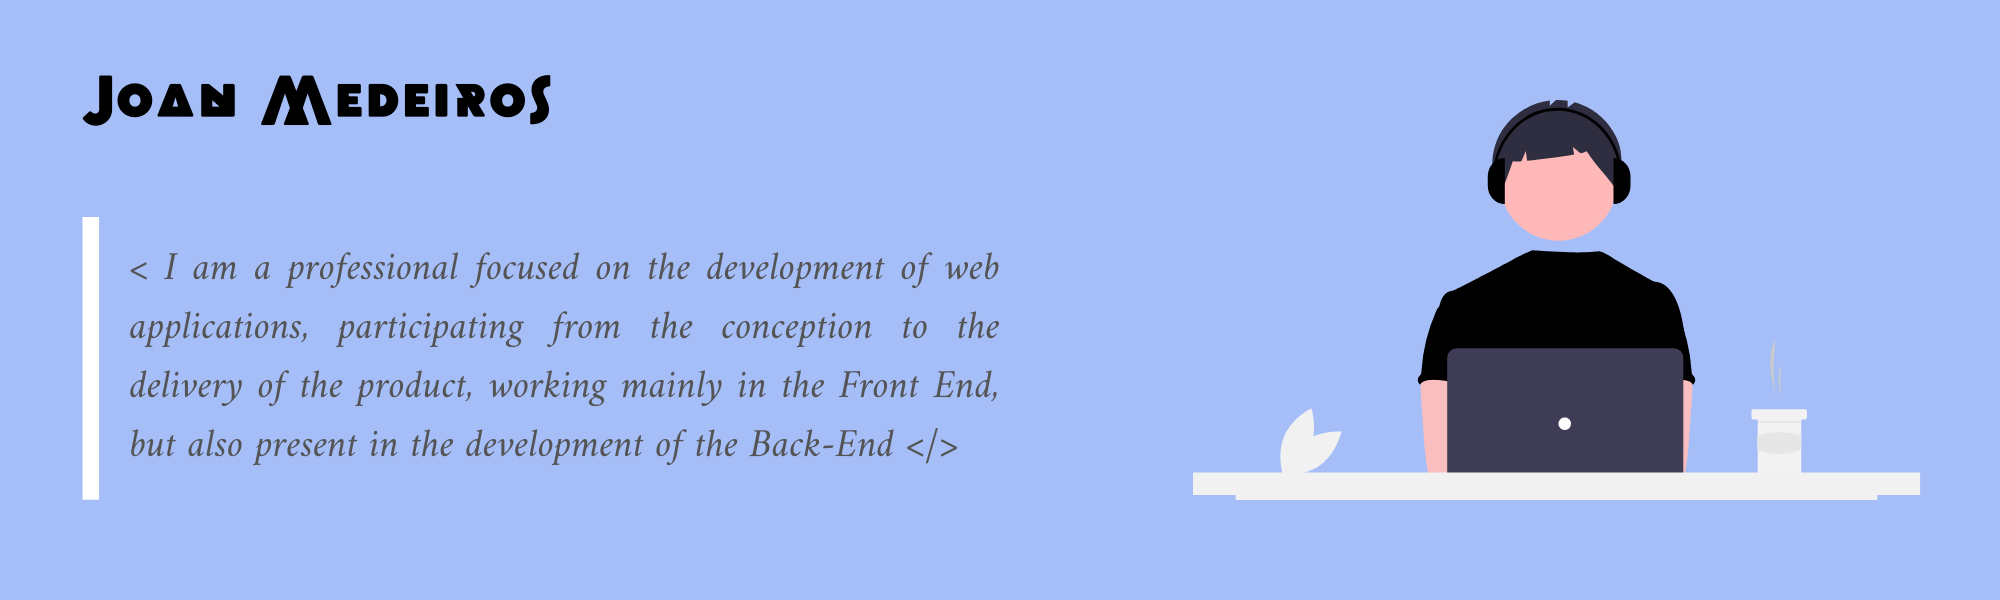 Joan Medeiros
< I am a professional focused on the development of web
applications, participating from the conception to the
delivery of the product, working mainly in the Front End,
but also present in the development of the Back-End </>